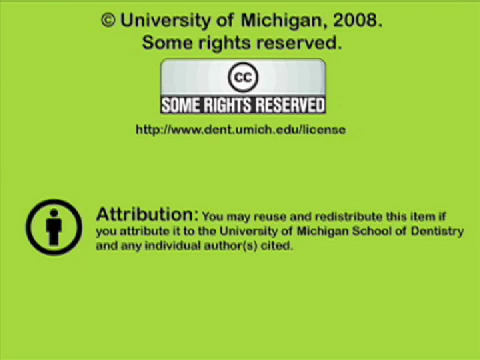 © University of Michigan, 2008.
Some rights reserved.
cc
SOME RIGHTS RESERVED
http://www.dent.umich.edu/license
Attribution: You may reuse and redistribute this item if
you attribute it to the University of Michigan School of Dentistry
and any individual author(s) cited.